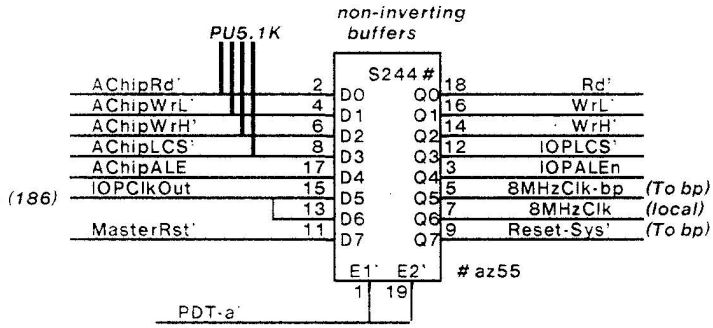 non-inverting
buffers
PU5.1K
S244#
AChipRd' 2 D0 Q0 18 Rd'
AChipWrL' 4 D1 Q1 16 WrL'
AChipWrH' 6 D2 Q2 14 WrH'
AChipLCS' 8 D3 Q3 12 IOPLCS'
AChipALE 17 D4 Q4 3 IOPALEn
(186) IOPClkOut 15 D5 Q5 5 8MHzClk-bp (To bp)
13 D6 Q6 7 8MHzClk (local)
MasterRst' 11 D7 Q7 9 Reset-Sys' (To bp)
E1' E2' #az55
1 19
PDT-a'